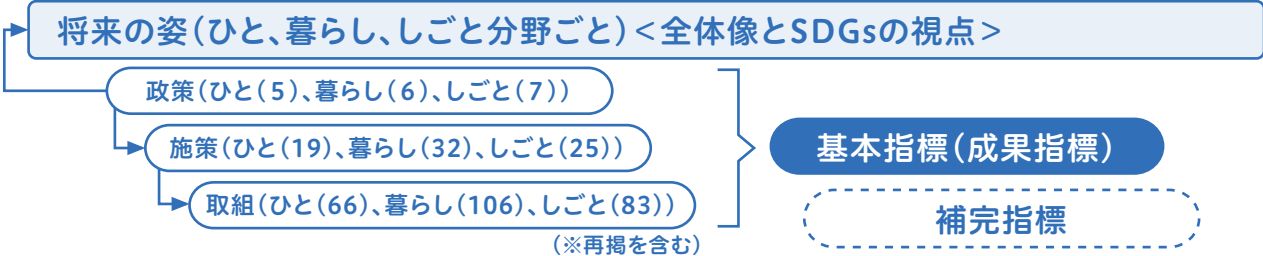 将来の姿(ひと、暮らし、しごと分野ごと)<全体像とSDGsの視点>
政策(ひと(5)、暮らし(6)、しごと(7))
施策(ひと(19)、暮らし(32)、しごと(25))
取組(ひと(66)、暮らし(106)、しごと(83))
(※再掲を含む)
基本指標(成果指標)
補完指標